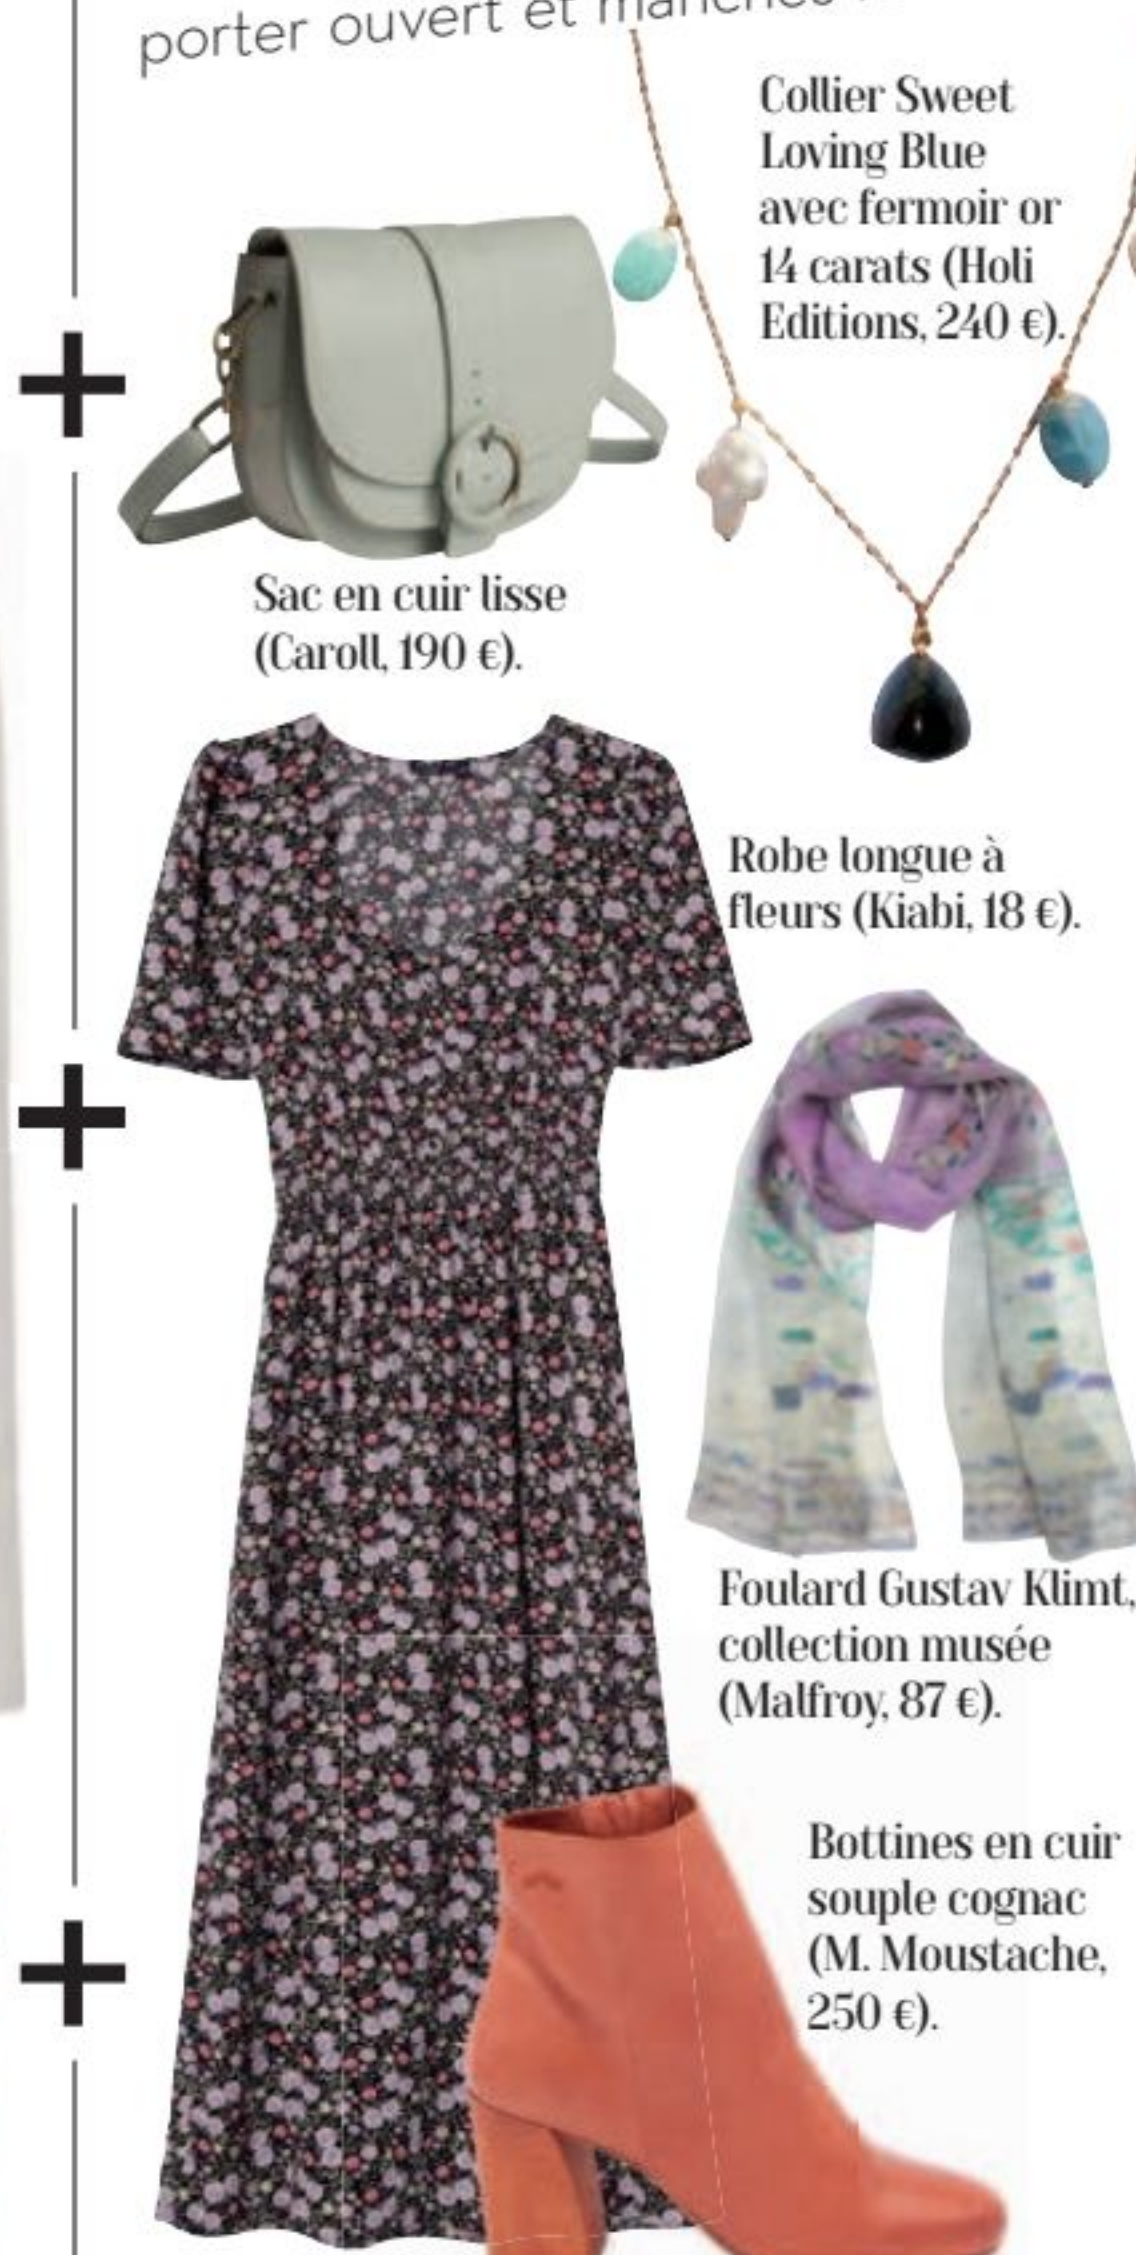 porter ouvert et manches
Collier Sweet
Loving Blue
avec fermoir or
14 carats (Holi
Editions, 240 €).
Sac en cuir lisse
(Caroll, 190 €).
Robe longue à
fleurs (Kiabi, 18 €).
Foulard Gustav Klimt,
collection musée
(Malfroy, 87 €).
Bottines en cuir
souple cognac
(M. Moustache,
250 €).